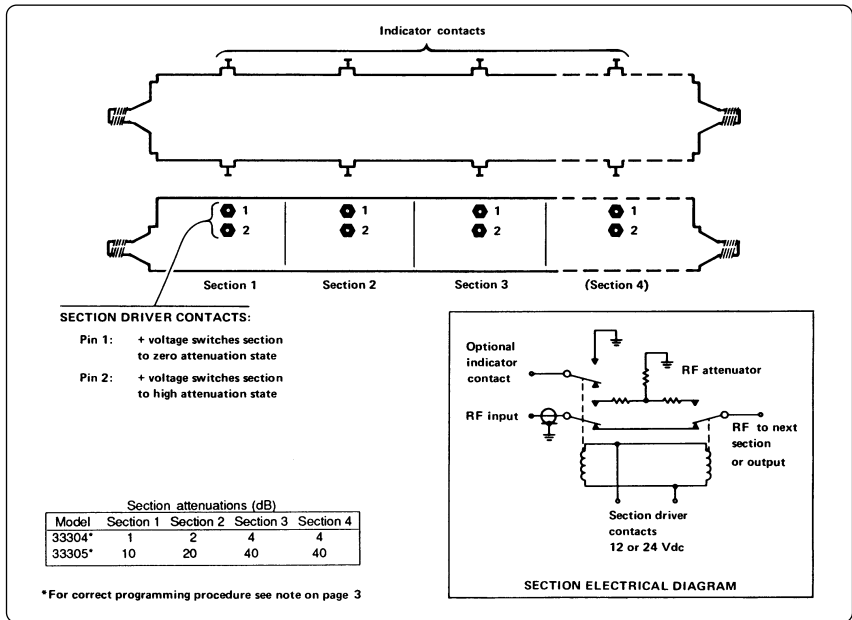 Indicator contacts
1 1 1 1
2 2 2 2
Section 1 Section 2 Section 3 (Section 4)
SECTION DRIVER CONTACTS:
Pin 1: + voltage switches section
to zero attenuation state
Pin 2: + voltage switches section
to high attenuation state
Optional
indicator
contact
RF attenuator
RF input
RF to next
section
or output
Section driver
contacts
12 or 24 Vdc
SECTION ELECTRICAL DIAGRAM
Section attenuations (dB)
Model Section 1 Section 2 Section 3 Section 4
33304* 1 2 4 4
33305* 10 20 40 40
*For correct programming procedure see note on page 3